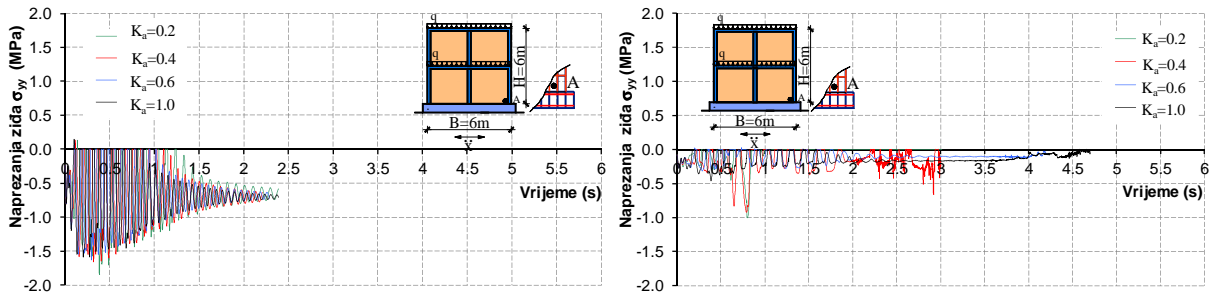 Naprezanja ziđa σyy (MPa)
2.0
1.5
1.0
0.5
0.0
-0.5
-1.0
-1.5
-2.0
Ka=0.2
Ka=0.4
Ka=0.6
Ka=1.0
q
q
H=6m
A
A
B=6m
ẍ
0 0.5 1 1.5 2 2.5 3 3.5 4 4.5 5 5.5 6
Vrijeme (s)
Naprezanja ziđa σyy (MPa)
2.0
1.5
1.0
0.5
0.0
-0.5
-1.0
-1.5
-2.0
q
q
H=6m
A
A
B=6m
ẍ
Ka=0.2
Ka=0.4
Ka=0.6
Ka=1.0
0 0.5 1 1.5 2 2.5 3 3.5 4 4.5 5 5.5 6
Vrijeme (s)